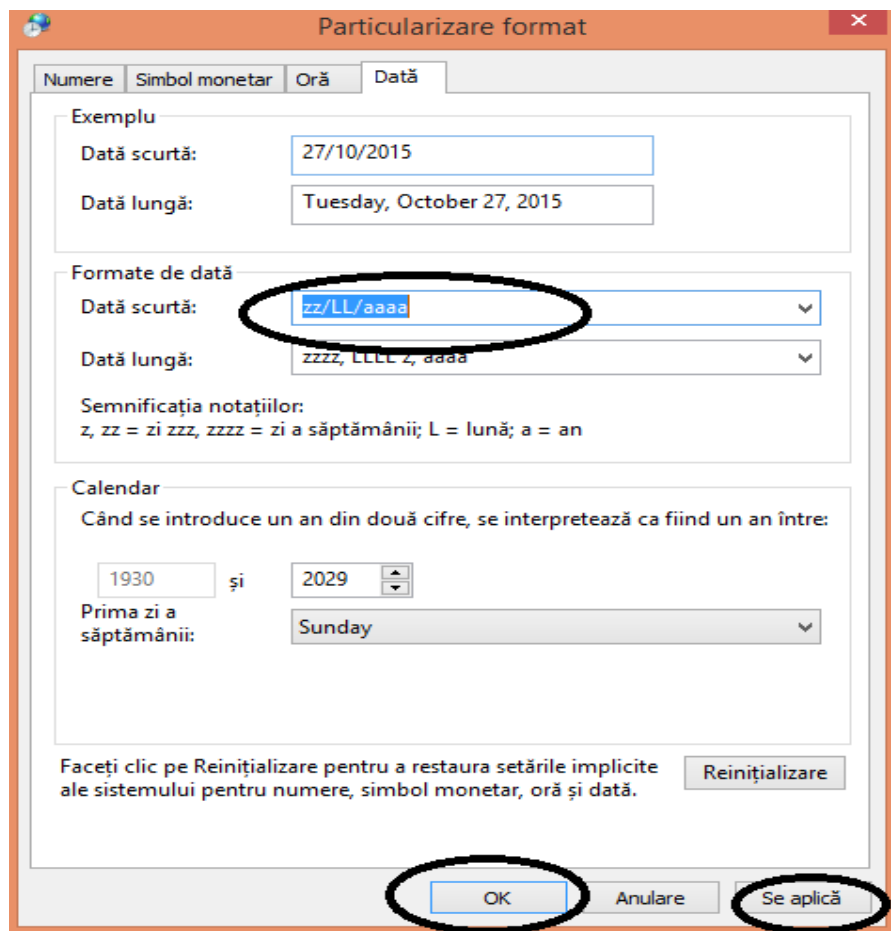 Particularizare format
Numere Simbol monetar Oră Dată
Exemplu
Dată scurtă: 27/10/2015
Dată lungă: Tuesday, October 27, 2015
Formate de dată
Dată scurtă: zz/LL/aaaa
Dată lungă: zzzz, LLLL z, aaaa
Semnificația notațiilor:
z, zz = zi zzz, zzzz = zi a săptămânii; L = lună; a = an
Calendar
Când se introduce un an din două cifre, se interpretează ca fiind un an între:
1930 și 2029
Prima zi a
săptămânii: Sunday
Faceți clic pe Reinițializare pentru a restaura setările implicite
ale sistemului pentru numere, simbol monetar, oră și dată.
Reinițializare
OK Anulare Se aplică